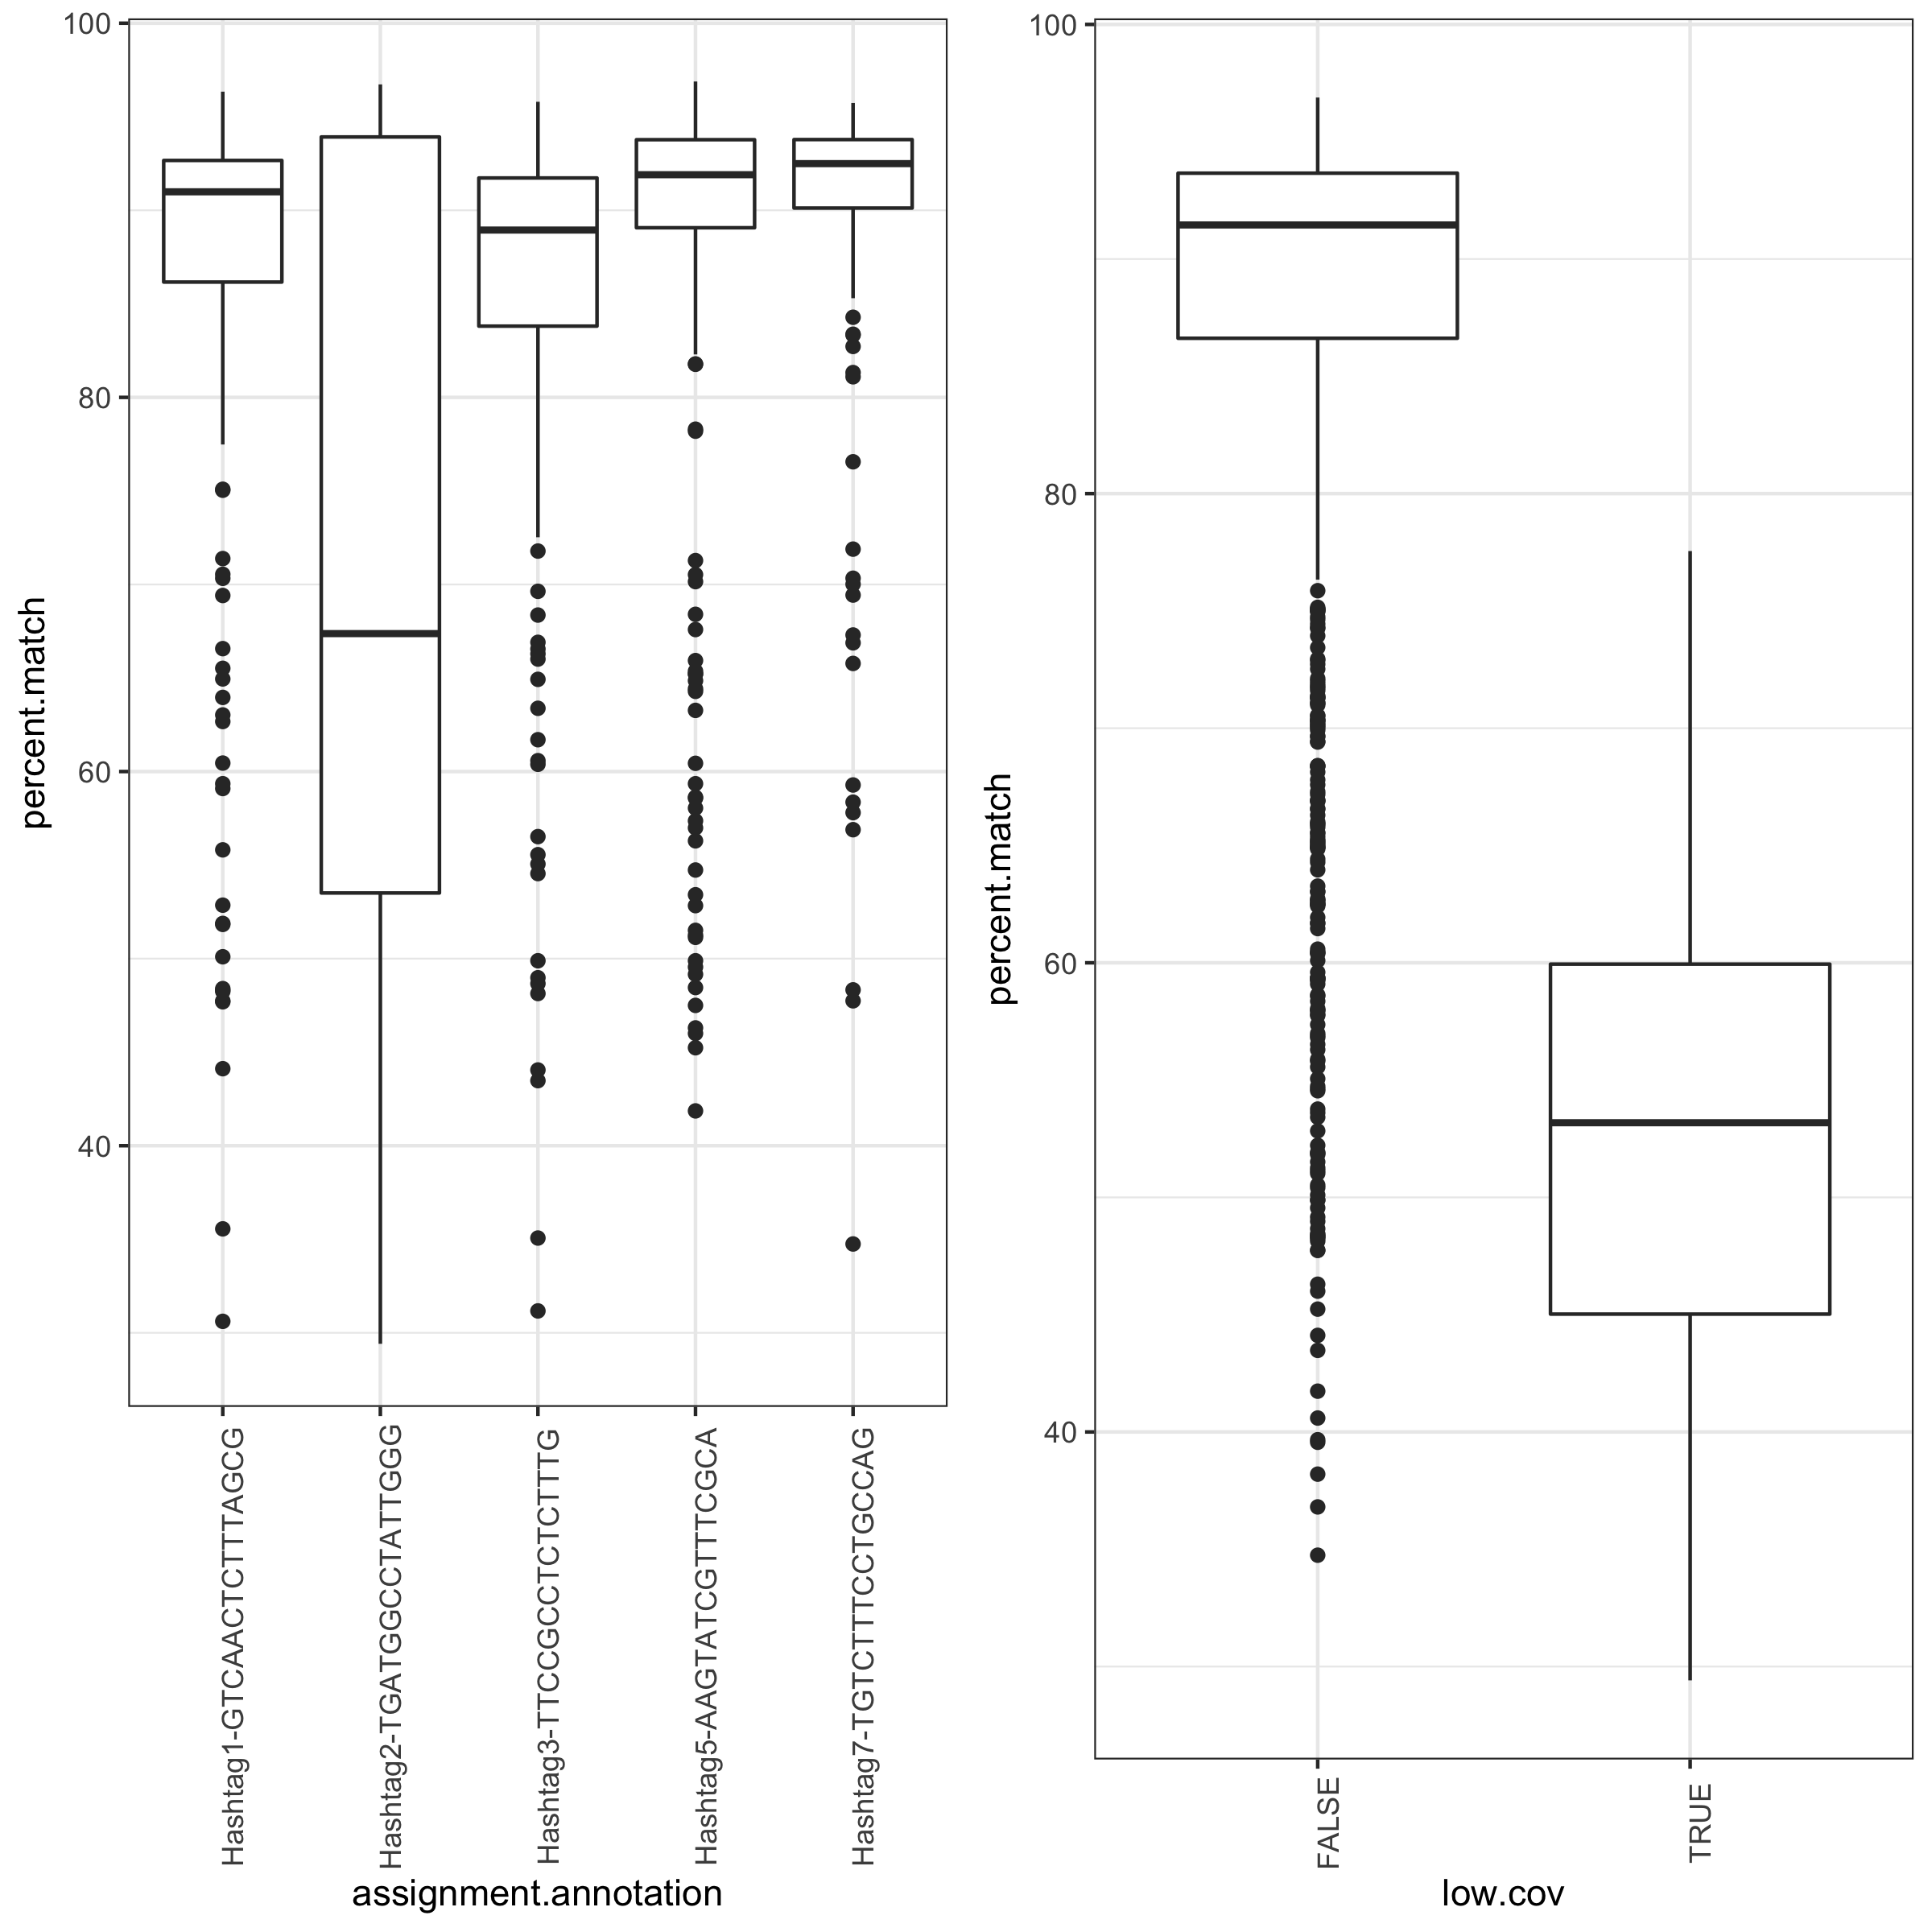 percent.match
100
80
60
40
Hashtag1-GTCAACTCTTTAGCG
Hashtag2-TGATGGCCTATTGGG
Hashtag3-TTCCGCCTCTCTTTG
Hashtag5-AAGTATCGTTTCGCA
Hashtag7-TGTCTTTCCTGCCAG
assignment.annotation
percent.match
100
80
60
40
FALSE
TRUE
low.cov